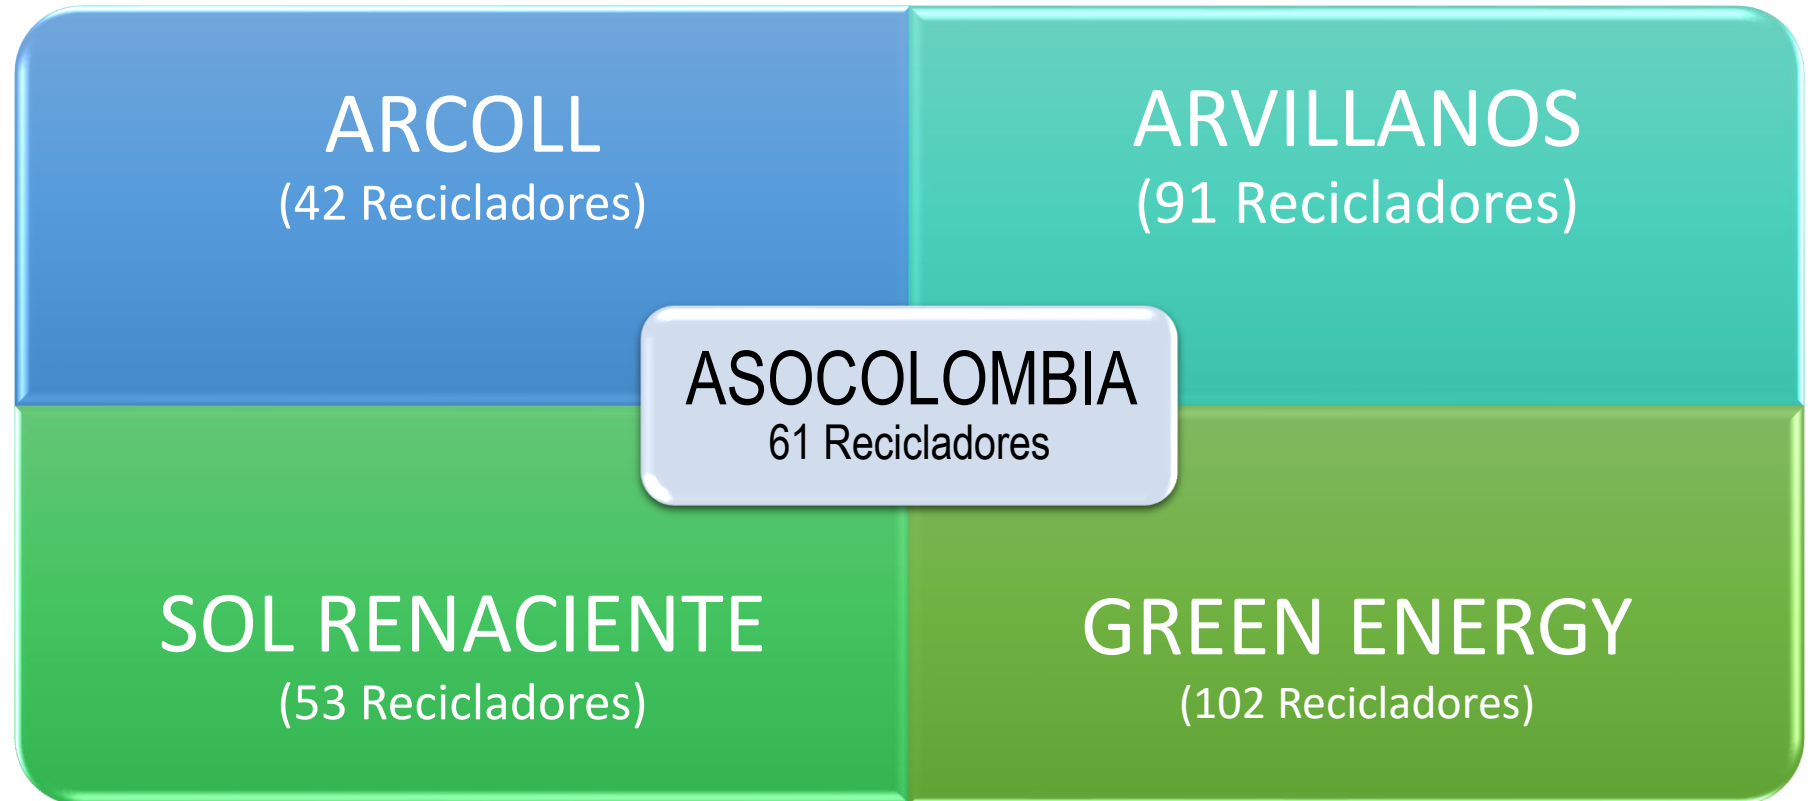 ARCOLL
(42 Recicladores)
ARVILLANOS
(91 Recicladores)
ASOCOLOMBIA
61 Recicladores
SOL RENACIENTE
(53 Recicladores)
GREEN ENERGY
(102 Recicladores)